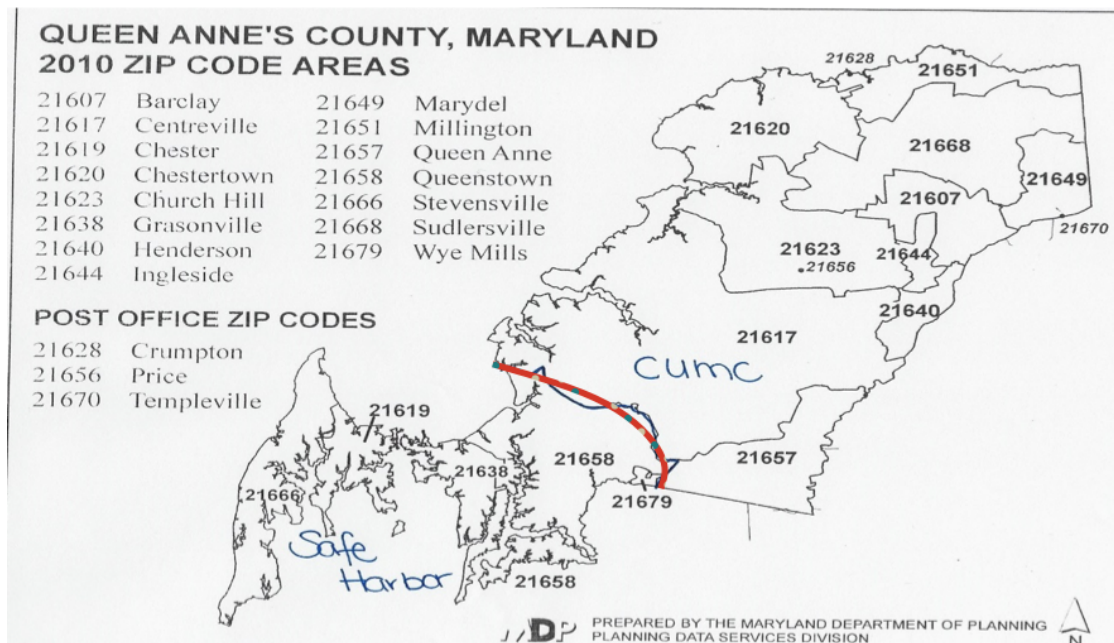 QUEEN ANNE'S COUNTY, MARYLAND
2010 ZIP CODE AREAS
21607 Barclay
21617 Centreville
21619 Chester
21620 Chestertown
21623 Church Hill
21638 Grasonville
21640 Henderson
21644 Ingleside
21649 Marydel
21651 Millington
21657 Queen Anne
21658 Queenstown
21666 Stevensville
21668 Sudlersville
21679 Wye Mills
POST OFFICE ZIP CODES
21628 Crumpton
21656 Price
21670 Templeville
21628
21651
21620
21668
21649
21607
21670
21623
21644
21656
21640
21617
CUMC
21619
21638
21658
21657
21666
21679
Safe
Harbor
21658
MDP
PREPARED BY THE MARYLAND DEPARTMENT OF PLANNING
PLANNING DATA SERVICES DIVISION
N